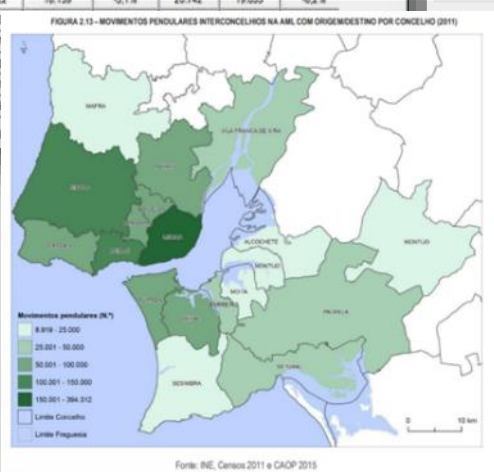 FIGURA 2.13 – MOVIMENTOS PENDULARES INTERCONCELHIOS NA AML COM ORIGEM/DESTINO POR CONCELHO (2011)
MAFRA
VILA FRANCA DE XIRA
SINTRA
LISBOA
ALCOCHETE
MONTIJO
MONTIJO
MOITA
BARREIRO
PALMELA
SESIMBRA
SETÚBAL
Movimentos pendulares (N.º)
8.919 - 25.000
25.001 - 50.000
50.001 - 100.000
100.001 - 150.000
150.001 - 394.312
Limite Concelho
Limite Freguesia
0 10 km
Fonte: INE, Censos 2011 e CAOP 2015